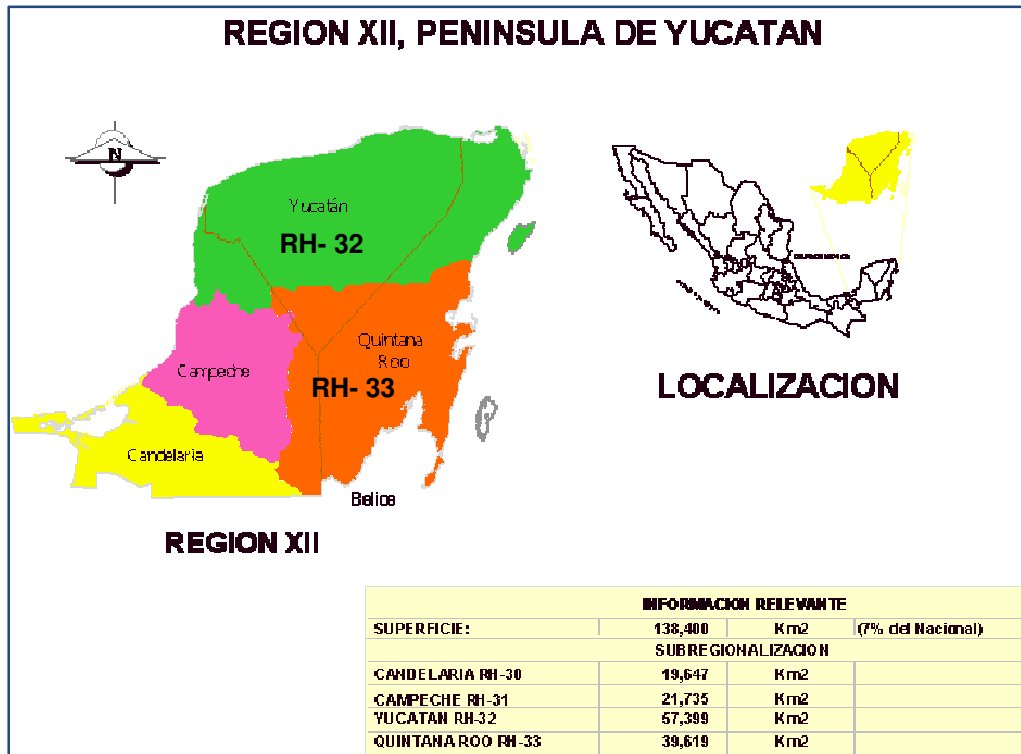 REGION XII, PENINSULA DE YUCATAN
N
Yucatán
RH- 32
Quintana
Roo
RH- 33
Campeche
Candelaria
Belice
REGION XII
LOCALIZACION
INFORMACION RELEVANTE
SUPERFICIE: 138,400 Km2 (7% del Nacional)
SUBREGIONALIZACION
CANDELARIA RH-30 19,647 Km2
CAMPECHE RH-31 21,735 Km2
YUCATAN RH-32 57,399 Km2
QUINTANA ROO RH-33 39,619 Km2